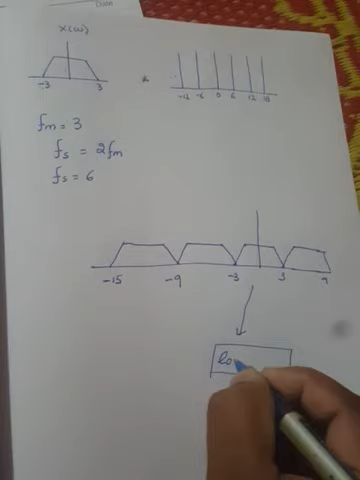 X(ω)
-3 3 * -12 -6 0 6 12 18
fm = 3
fs = 2fm
fs = 6
-15 -9 -3 3 9
lo